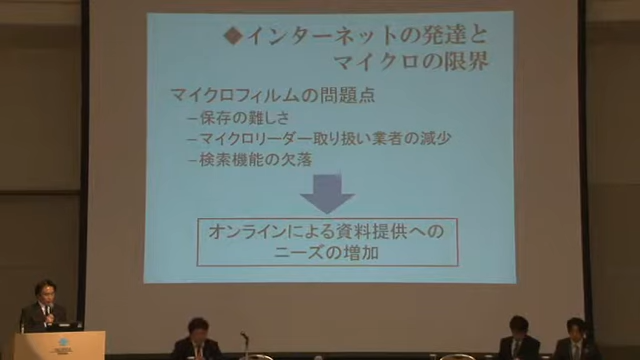 ◆インターネットの発達と
マイクロの限界
マイクロフィルムの問題点
–保存の難しさ
–マイクロリーダー取り扱い業者の減少
–検索機能の欠落
オンラインによる資料提供への
ニーズの増加